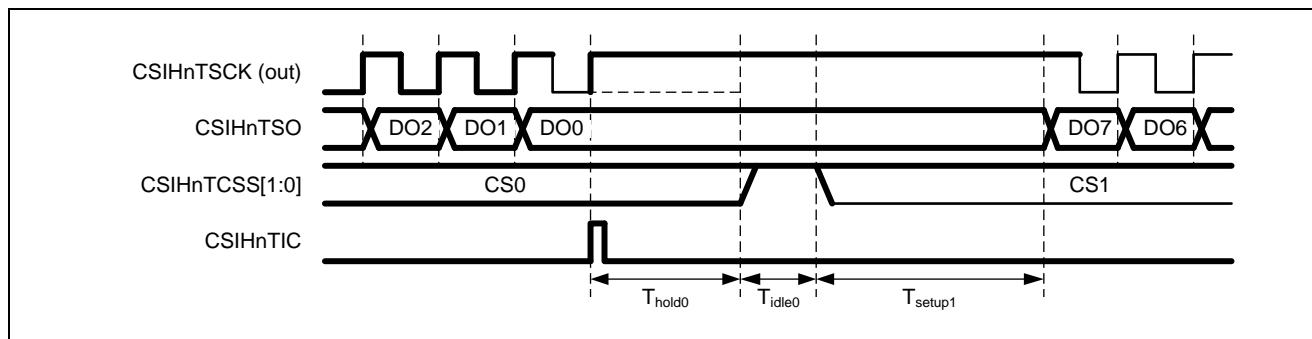 CSIHnTSCK (out)
CSIHnTSO DO2 DO1 DO0 DO7 DO6
CSIHnTCSS[1:0] CS0 CS1
CSIHnTIC
Thold0 Tidle0 Tsetup1